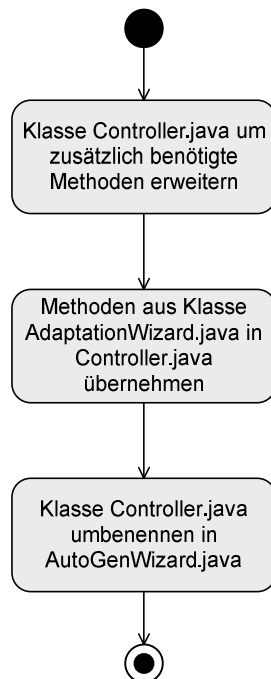 Klasse Controller.java um
zusätzlich benötigte
Methoden erweitern
Methoden aus Klasse
AdaptationWizard.java in
Controller.java
übernehmen
Klasse Controller.java
umbenennen in
AutoGenWizard.java